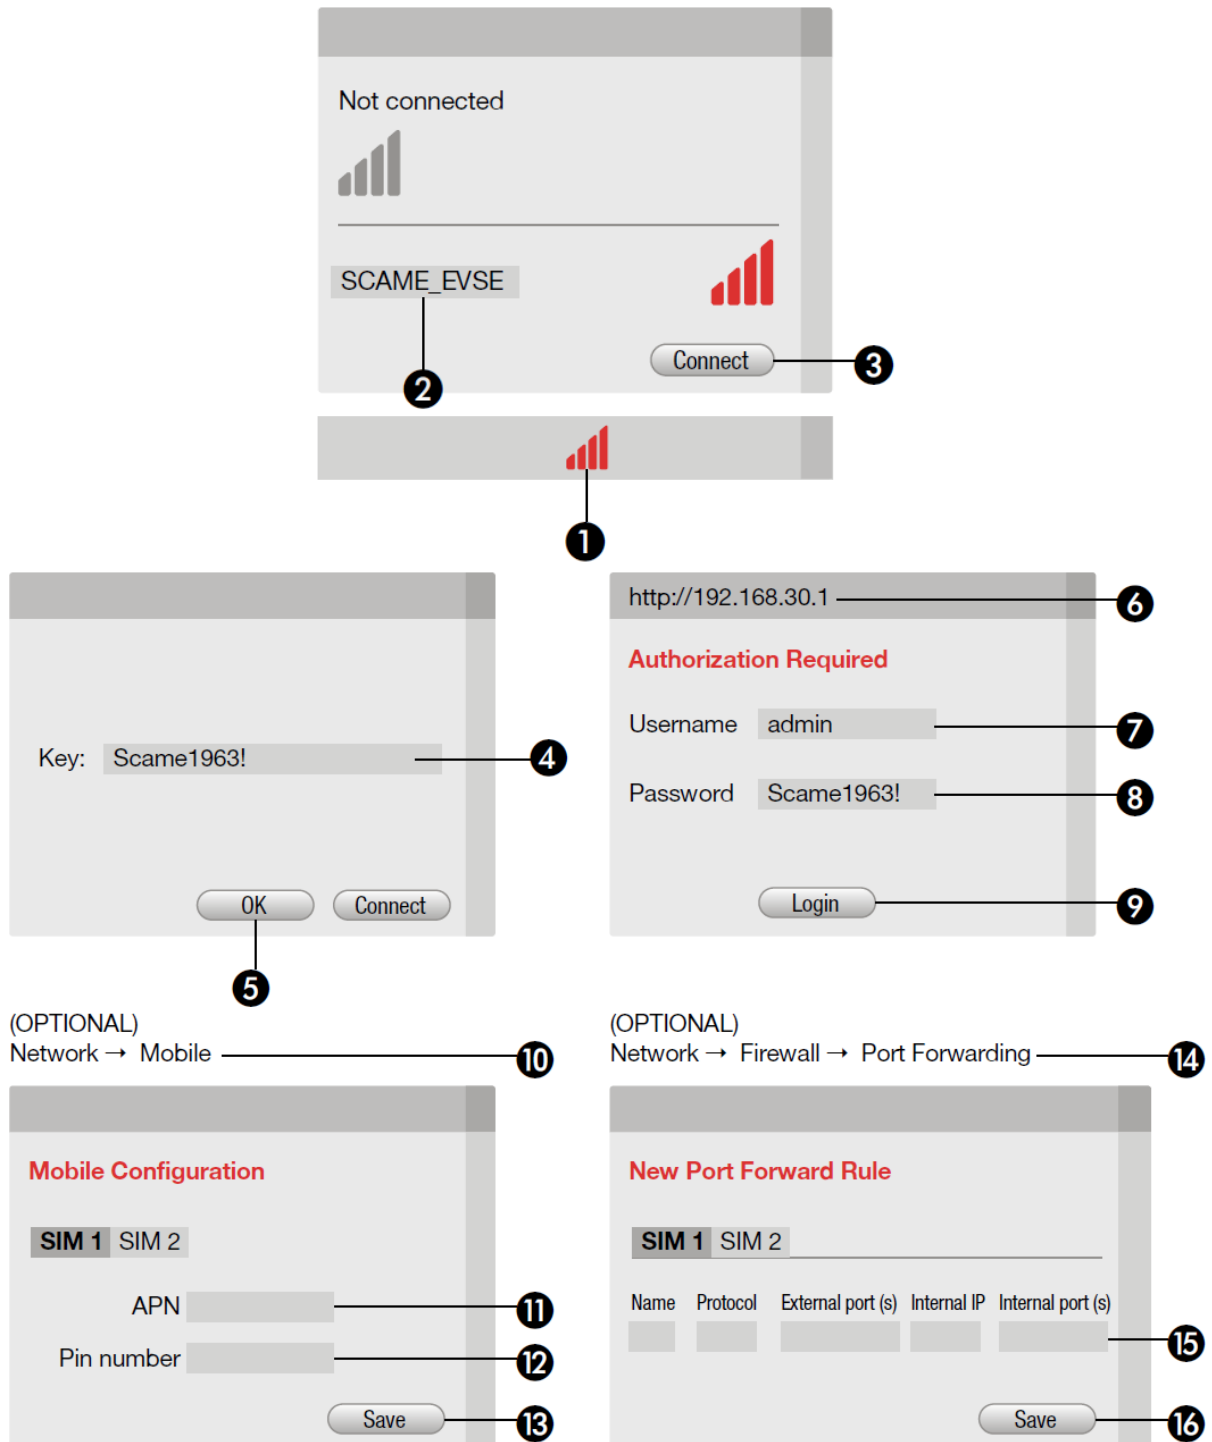 Not connected
SCAME_EVSE
Connect
3
2
1
Key: Scame1963!
4
OK Connect
5
http://192.168.30.1
6
Authorization Required
Username admin
7
Password Scame1963!
8
Login
9
(OPTIONAL)
Network → Mobile
10
Mobile Configuration
SIM 1 SIM 2
APN
11
Pin number
12
Save
13
(OPTIONAL)
Network → Firewall → Port Forwarding
14
New Port Forward Rule
SIM 1 SIM 2
Name Protocol External port (s) Internal IP Internal port (s)
15
Save
16